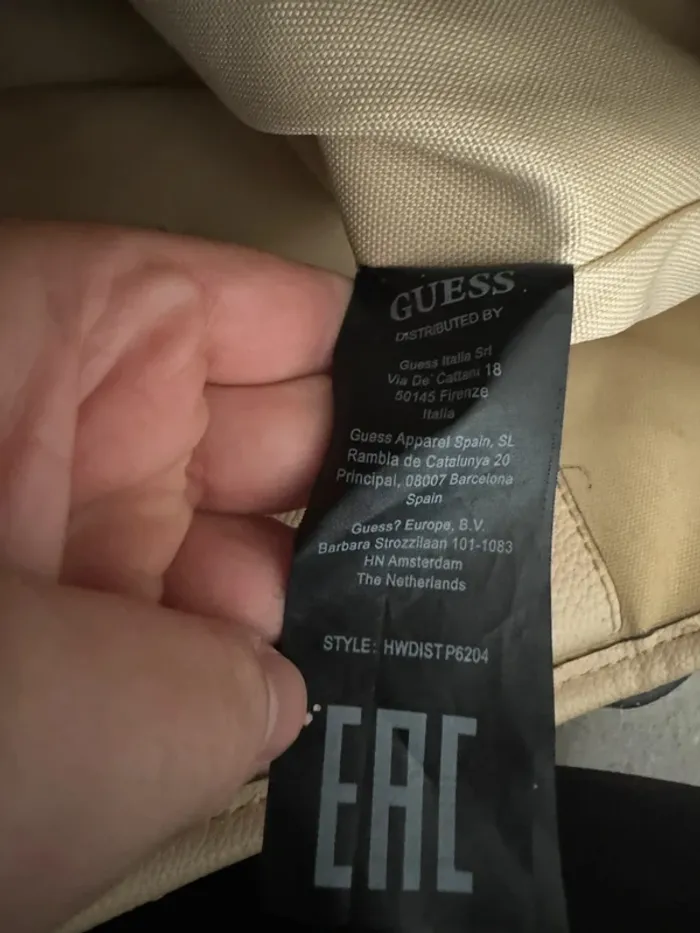 GUESS
DISTRIBUTED BY
Guess Italia Srl
Via De' Cattani 18
50145 Firenze
Italia
Guess Apparel Spain, SL
Rambla de Catalunya 20
Principal, 08007 Barcelona
Spain
Guess? Europe, B.V.
Barbara Strozzilaan 101-1083
HN Amsterdam
The Netherlands
STYLE: HWDIST P6204
EAC